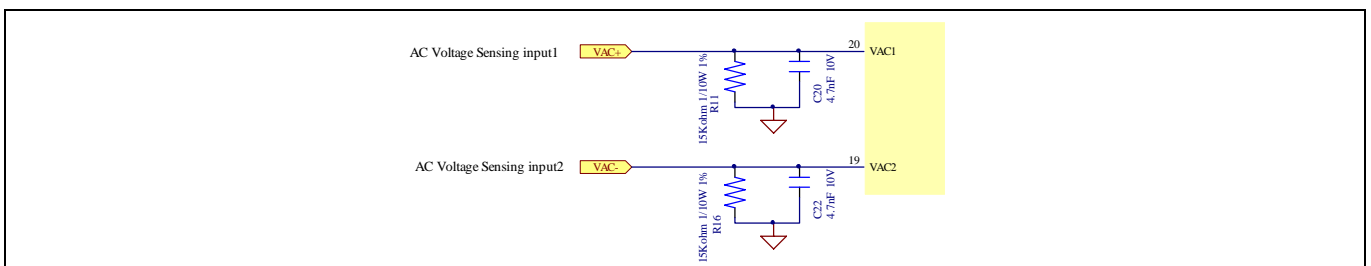 AC Voltage Sensing input1
VAC+
20
VAC1
15Kohm 1/10W 1%
R11
C20
4.7nF 10V
AC Voltage Sensing input2
VAC-
19
VAC2
15Kohm 1/10W 1%
R16
C22
4.7nF 10V